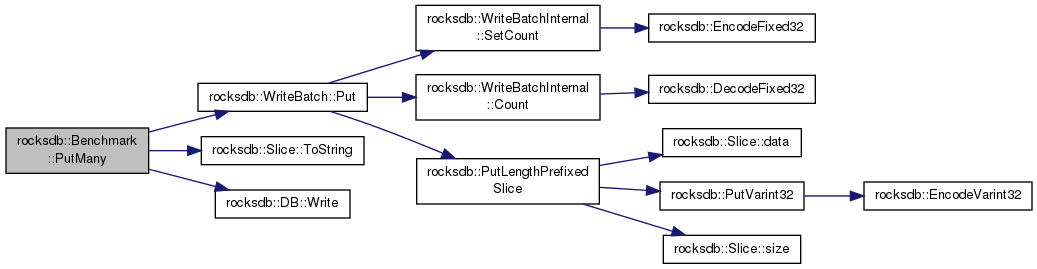 rocksdb::Benchmark
::PutMany
rocksdb::WriteBatch::Put
rocksdb::Slice::ToString
rocksdb::DB::Write
rocksdb::WriteBatchInternal
::SetCount
rocksdb::WriteBatchInternal
::Count
rocksdb::PutLengthPrefixed
Slice
rocksdb::EncodeFixed32
rocksdb::DecodeFixed32
rocksdb::Slice::data
rocksdb::PutVarint32
rocksdb::Slice::size
rocksdb::EncodeVarint32